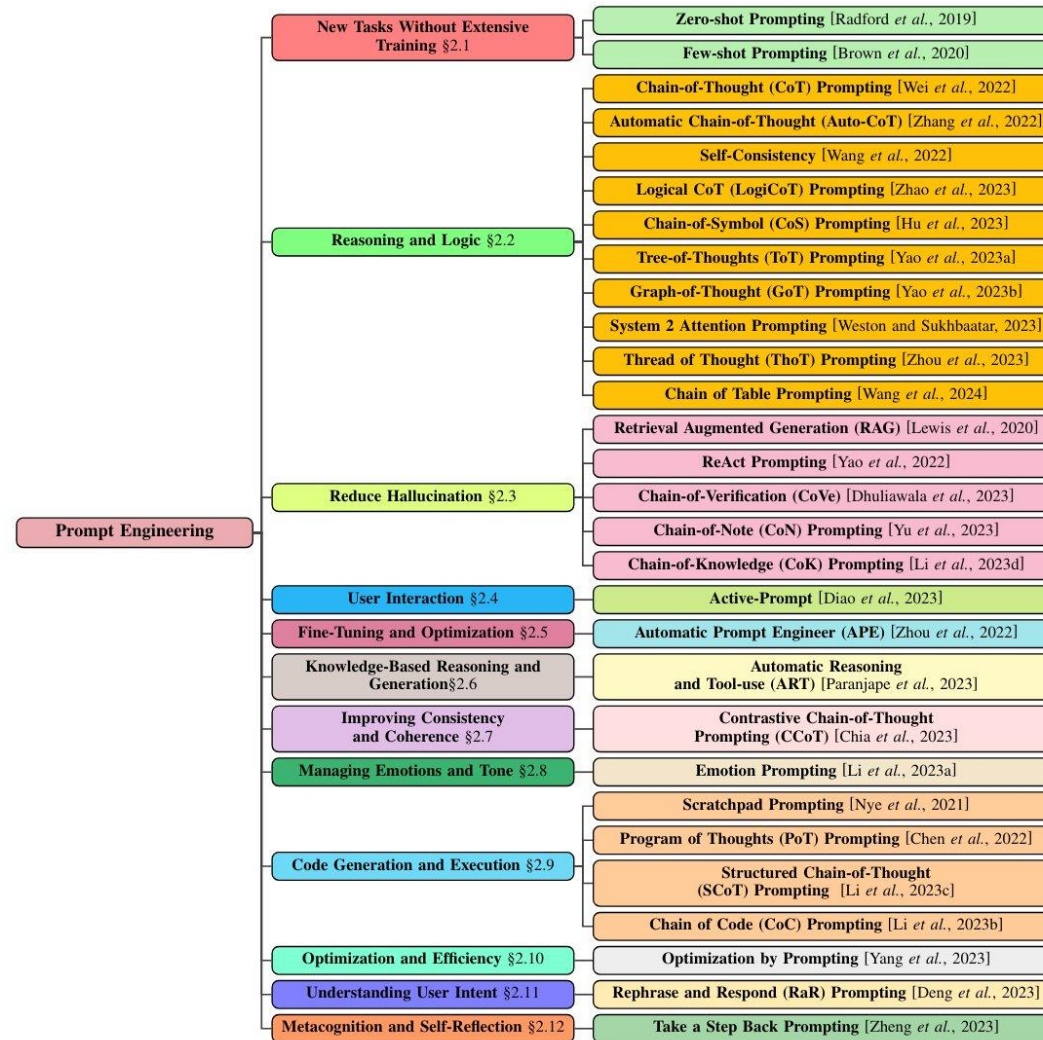 Prompt Engineering
New Tasks Without Extensive
Training §2.1
Zero-shot Prompting [Radford et al., 2019]
Few-shot Prompting [Brown et al., 2020]
Reasoning and Logic §2.2
Chain-of-Thought (CoT) Prompting [Wei et al., 2022]
Automatic Chain-of-Thought (Auto-CoT) [Zhang et al., 2022]
Self-Consistency [Wang et al., 2022]
Logical CoT (LogiCoT) Prompting [Zhao et al., 2023]
Chain-of-Symbol (CoS) Prompting [Hu et al., 2023]
Tree-of-Thoughts (ToT) Prompting [Yao et al., 2023a]
Graph-of-Thought (GoT) Prompting [Yao et al., 2023b]
System 2 Attention Prompting [Weston and Sukhbaatar, 2023]
Thread of Thought (ThoT) Prompting [Zhou et al., 2023]
Chain of Table Prompting [Wang et al., 2024]
Reduce Hallucination §2.3
Retrieval Augmented Generation (RAG) [Lewis et al., 2020]
ReAct Prompting [Yao et al., 2022]
Chain-of-Verification (CoVe) [Dhuliawala et al., 2023]
Chain-of-Note (CoN) Prompting [Yu et al., 2023]
Chain-of-Knowledge (CoK) Prompting [Li et al., 2023d]
User Interaction §2.4
Active-Prompt [Diao et al., 2023]
Fine-Tuning and Optimization §2.5
Automatic Prompt Engineer (APE) [Zhou et al., 2022]
Knowledge-Based Reasoning and
Generation§2.6
Automatic Reasoning
and Tool-use (ART) [Paranjape et al., 2023]
Improving Consistency
and Coherence §2.7
Contrastive Chain-of-Thought
Prompting (CCoT) [Chia et al., 2023]
Managing Emotions and Tone §2.8
Emotion Prompting [Li et al., 2023a]
Code Generation and Execution §2.9
Scratchpad Prompting [Nye et al., 2021]
Program of Thoughts (PoT) Prompting [Chen et al., 2022]
Structured Chain-of-Thought
(SCoT) Prompting [Li et al., 2023c]
Chain of Code (CoC) Prompting [Li et al., 2023b]
Optimization and Efficiency §2.10
Optimization by Prompting [Yang et al., 2023]
Understanding User Intent §2.11
Rephrase and Respond (RaR) Prompting [Deng et al., 2023]
Metacognition and Self-Reflection §2.12
Take a Step Back Prompting [Zheng et al., 2023]